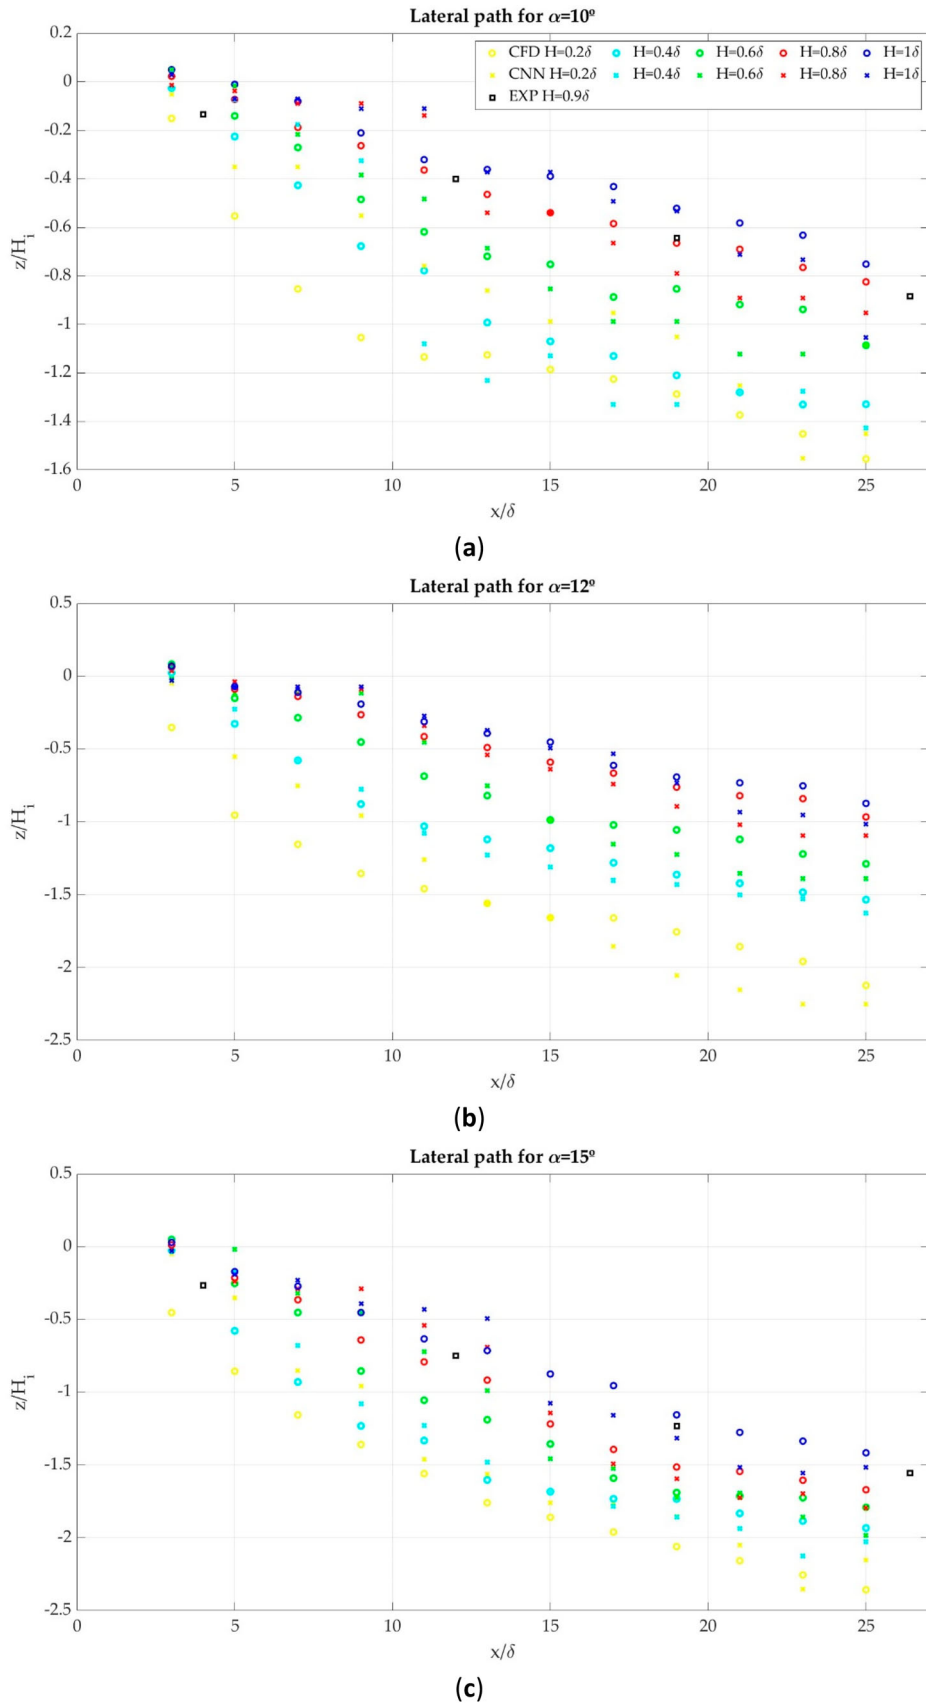 Lateral path for α=10º
0.2
CFD H=0.2δ H=0.4δ H=0.6δ H=0.8δ H=1δ
CNN H=0.2δ H=0.4δ H=0.6δ H=0.8δ H=1δ
EXP H=0.9δ
0
-0.2
-0.4
-0.6
z/Hi
-0.8
-1
-1.2
-1.4
-1.6
0 5 10 15 20 25
x/δ
(a)
Lateral path for α=12º
0.5
0
-0.5
z/Hi
-1
-1.5
-2
-2.5
0 5 10 15 20 25
x/δ
(b)
Lateral path for α=15º
0.5
0
-0.5
z/Hi
-1
-1.5
-2
-2.5
0 5 10 15 20 25
x/δ
(c)